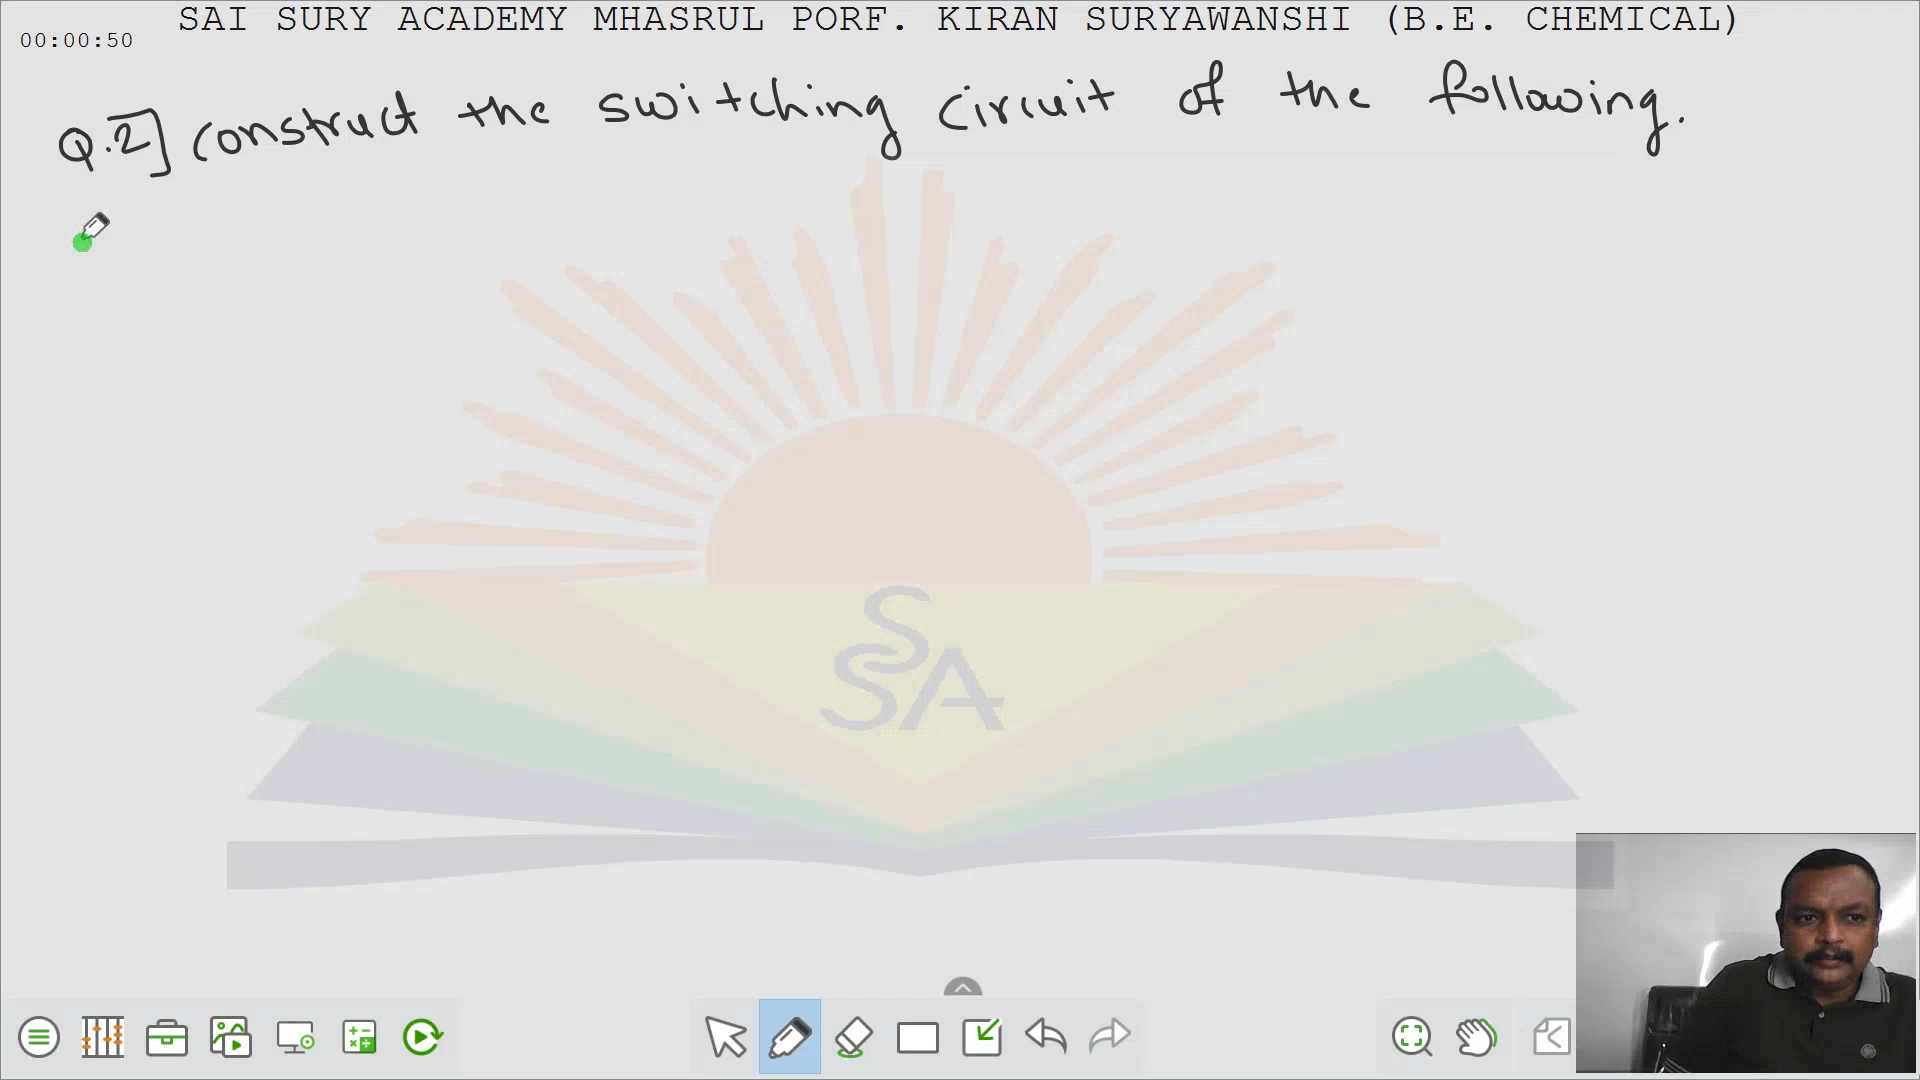 SAI SURY ACADEMY MHASRUL PORF. KIRAN SURYAWANSHI (B.E. CHEMICAL)
00:00:50
Q.2] construct the switching circuit of the following.
SSA